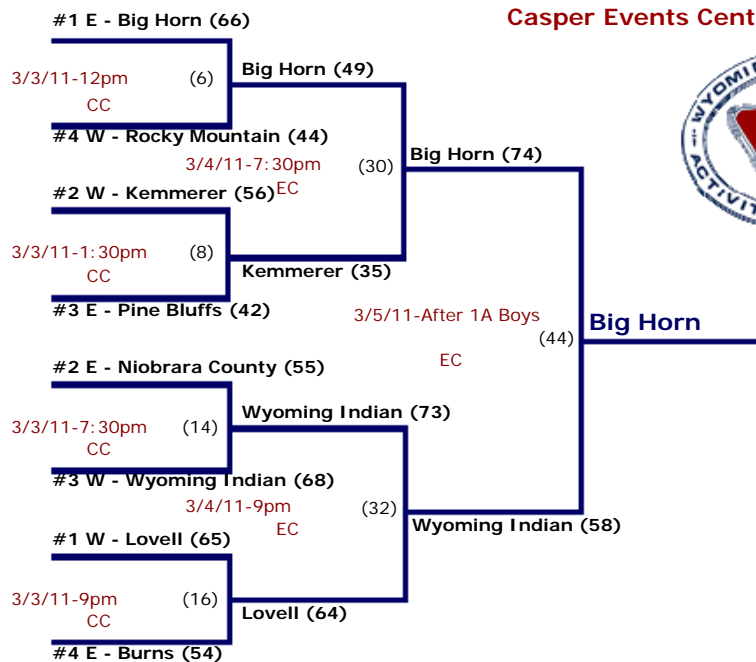 #1 E - Big Horn (66)
Casper Events Cent
3/3/11-12pm
(6)
Big Horn (49)
CC
#4 W - Rocky Mountain (44)
3/4/11-7:30pm
(30)
Big Horn (74)
#2 W - Kemmerer (56)
EC
3/3/11-1:30pm
(8)
CC
Kemmerer (35)
#3 E - Pine Bluffs (42)
3/5/11-After 1A Boys
(44)
Big Horn
EC
#2 E - Niobrara County (55)
Wyoming Indian (73)
3/3/11-7:30pm
(14)
CC
#3 W - Wyoming Indian (68)
3/4/11-9pm
(32)
EC
Wyoming Indian (58)
#1 W - Lovell (65)
3/3/11-9pm
(16)
CC
Lovell (64)
#4 E - Burns (54)
WYOMIN
ACTIVIT